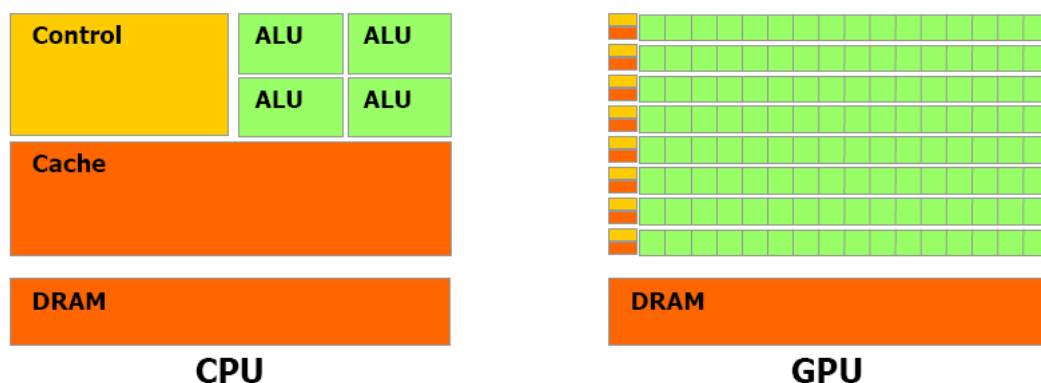 Control
ALU ALU
ALU ALU
Cache
DRAM
CPU
DRAM
GPU